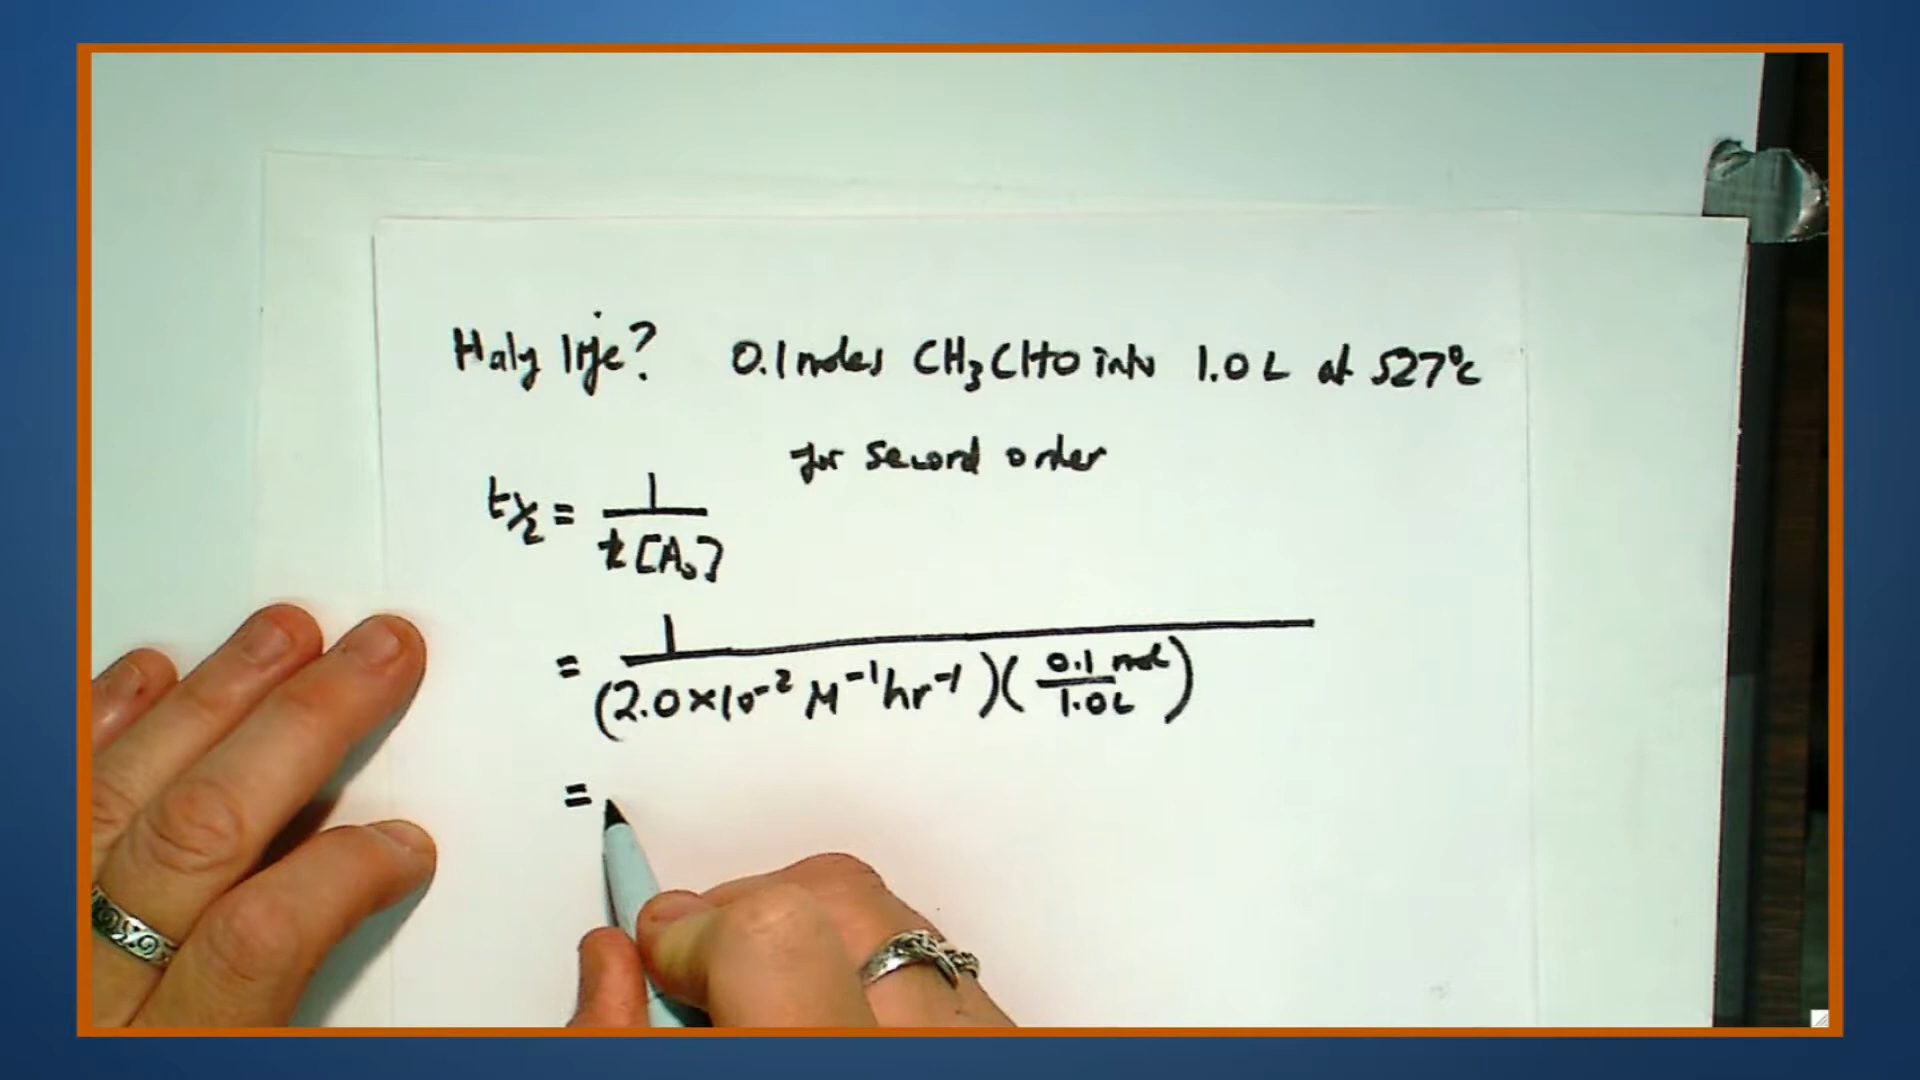 Half life? 0.1 moles CH₃CHO into 1.0 L at 527°C
for second order
t½ = 1 / k[A₀]
= 1 / (2.0×10⁻² M⁻¹hr⁻¹)(0.1 mol / 1.0L)
=